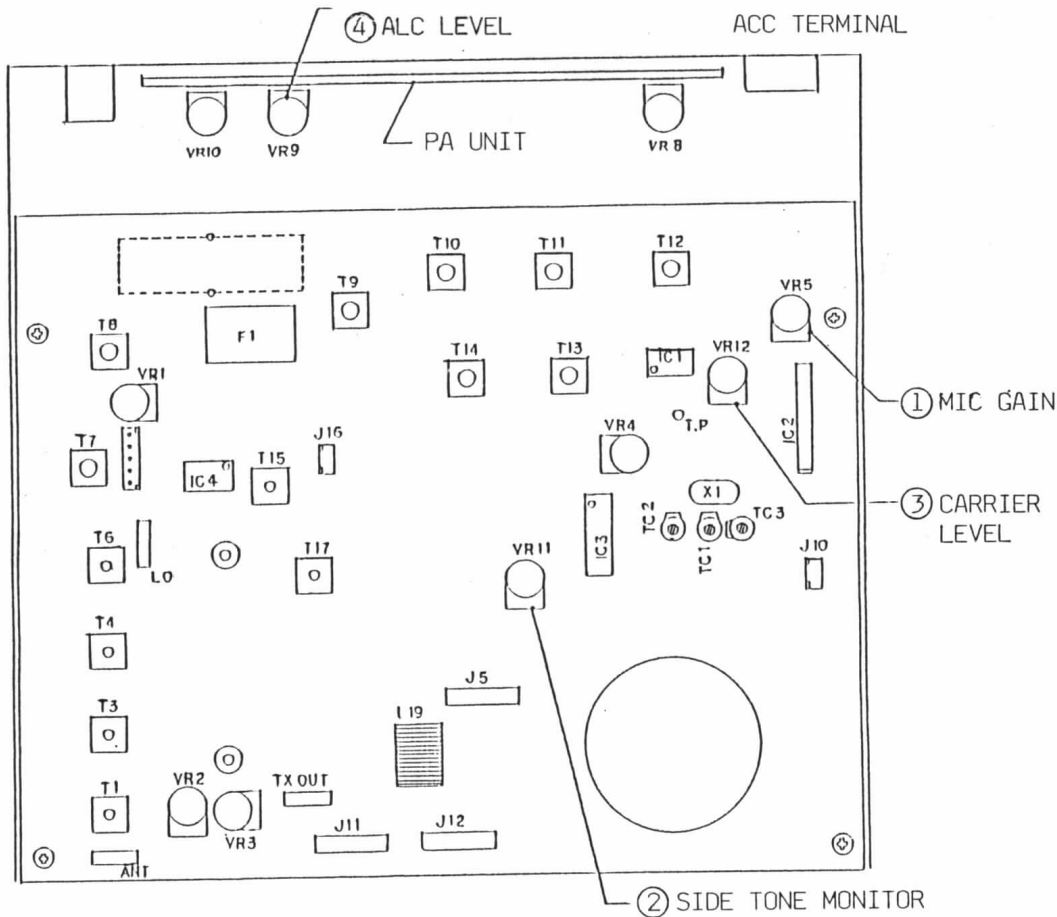 ④ ALC LEVEL
ACC TERMINAL
VR10
VR9
PA UNIT
VR8
T10
T11
T12
T9
VR5
F1
T8
T14
T13
IC1
VR12
VR1
① MIC GAIN
T.P
IC2
T7
J16
VR4
IC4
T15
X1
③ CARRIER
LEVEL
TC2
TC3
TC1
T6
LO
T17
VR11
IC3
J10
T4
J5
T3
L19
T1
VR2
TX OUT
VR3
J11
J12
ANT
② SIDE TONE MONITOR